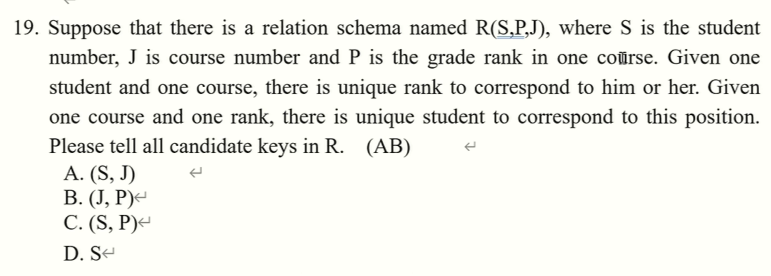 19. Suppose that there is a relation schema named R(S,P,J), where S is the student
number, J is course number and P is the grade rank in one course. Given one
student and one course, there is unique rank to correspond to him or her. Given
one course and one rank, there is unique student to correspond to this position.
Please tell all candidate keys in R. (AB)
A. (S, J)
B. (J, P)
C. (S, P)
D. S